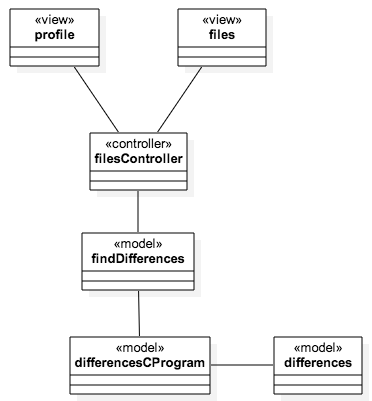 «view»
profile
«view»
files
«controller»
filesController
«model»
findDifferences
«model»
differencesCProgram
«model»
differences